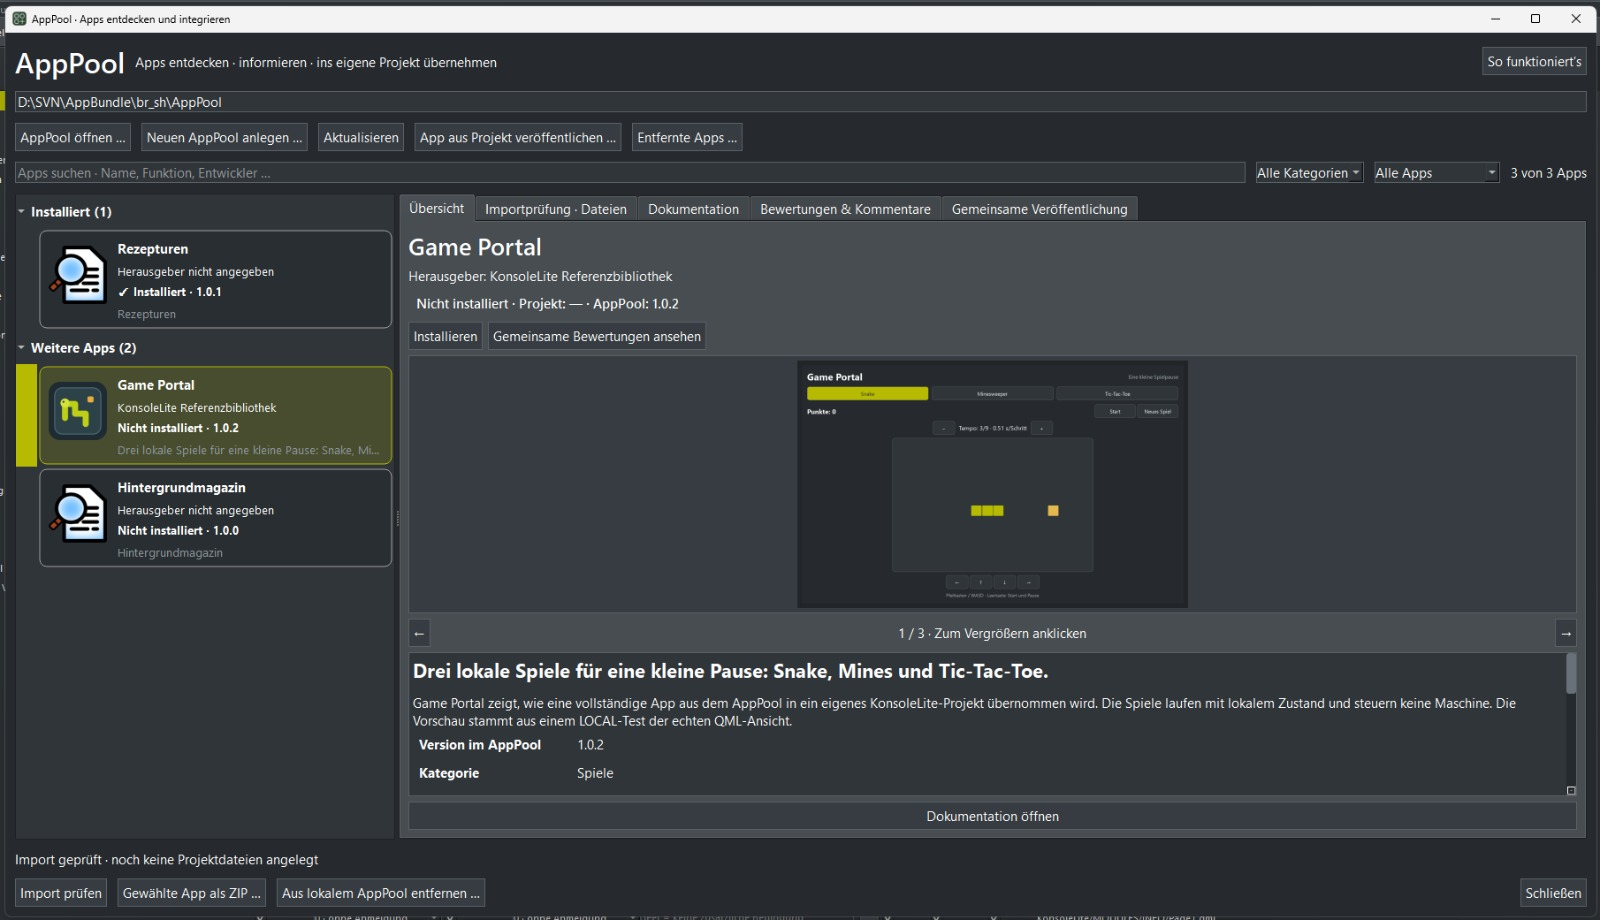 AppPool · Apps entdecken und integrieren
AppPool
Apps entdecken · informieren · ins eigene Projekt übernehmen
So funktioniert's
D:\SVN\AppBundle\br_sh\AppPool
AppPool öffnen ...
Neuen AppPool anlegen ...
Aktualisieren
App aus Projekt veröffentlichen ...
Entfernte Apps ...
Apps suchen · Name, Funktion, Entwickler ...
Alle Kategorien
Alle Apps
3 von 3 Apps
Installiert (1)
Rezepturen
Herausgeber nicht angegeben
✓ Installiert · 1.0.1
Rezepturen
Weitere Apps (2)
Game Portal
KonsoleLite Referenzbibliothek
Nicht installiert · 1.0.2
Drei lokale Spiele für eine kleine Pause: Snake, Mi...
Hintergrundmagazin
Herausgeber nicht angegeben
Nicht installiert · 1.0.0
Hintergrundmagazin
Übersicht
Importprüfung · Dateien
Dokumentation
Bewertungen & Kommentare
Gemeinsame Veröffentlichung
Game Portal
Herausgeber: KonsoleLite Referenzbibliothek
Nicht installiert · Projekt: — · AppPool: 1.0.2
Installieren
Gemeinsame Bewertungen ansehen
Game Portal
Eine kleine Spielpause
Snake
Minesweeper
Tic-Tac-Toe
Punkte: 0
Start
Neues Spiel
- Tempo: 3/9 · 0.51 s/Schritt +
← ↑ ↓ →
← 1 / 3 · Zum Vergrößern anklicken →
Drei lokale Spiele für eine kleine Pause: Snake, Mines und Tic-Tac-Toe.
Game Portal zeigt, wie eine vollständige App aus dem AppPool in ein eigenes KonsoleLite-Projekt übernommen wird. Die Spiele laufen mit lokalem Zustand und steuern keine Maschine. Die
Vorschau stammt aus einem LOCAL-Test der echten QML-Ansicht.
Version im AppPool 1.0.2
Kategorie Spiele
Dokumentation öffnen
Import geprüft · noch keine Projektdateien angelegt
Import prüfen
Gewählte App als ZIP ...
Aus lokalem AppPool entfernen ...
Schließen